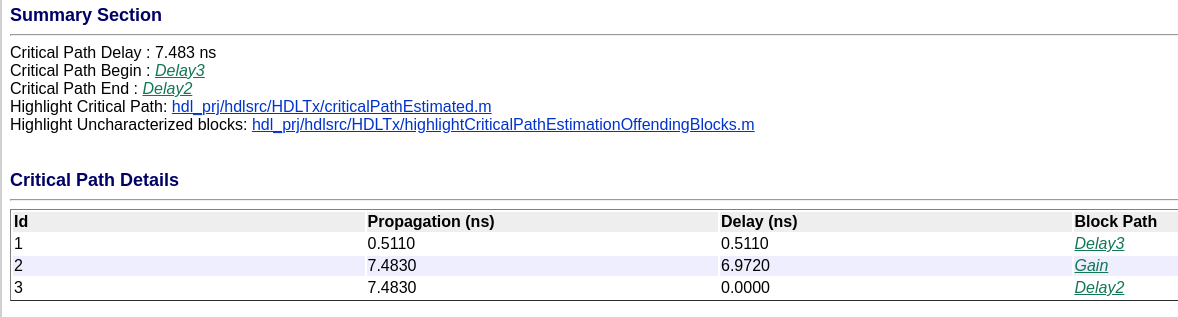 Summary Section
Critical Path Delay : 7.483 ns
Critical Path Begin : Delay3
Critical Path End : Delay2
Highlight Critical Path: hdl_prj/hdlsrc/HDLTx/criticalPathEstimated.m
Highlight Uncharacterized blocks: hdl_prj/hdlsrc/HDLTx/highlightCriticalPathEstimationOffendingBlocks.m
Critical Path Details
Id Propagation (ns) Delay (ns) Block Path
1 0.5110 0.5110 Delay3
2 7.4830 6.9720 Gain
3 7.4830 0.0000 Delay2